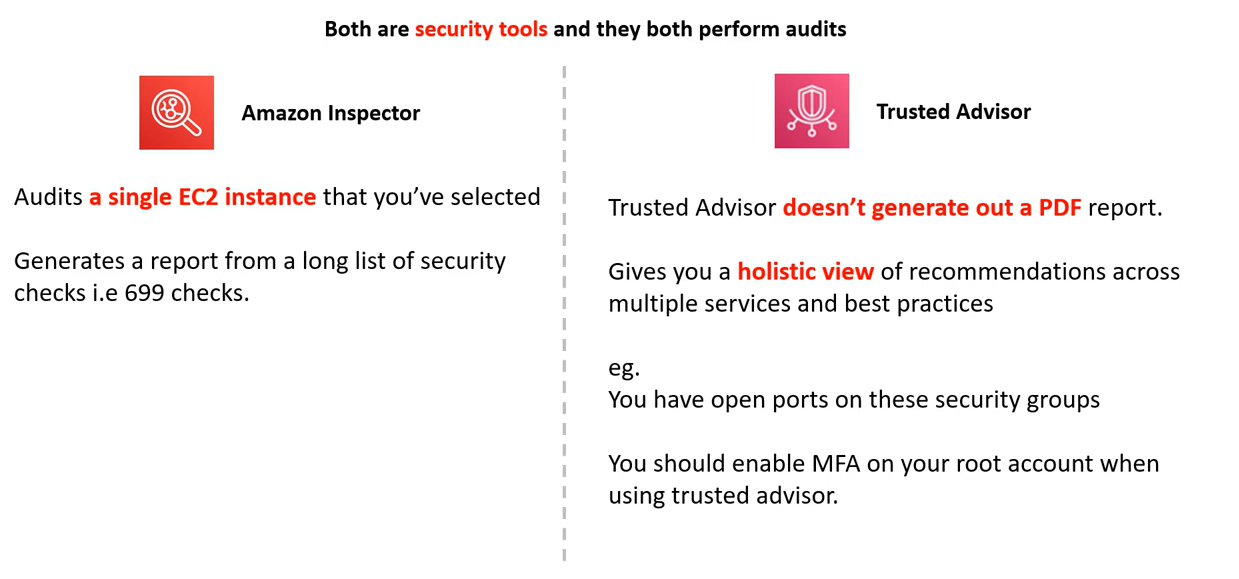 Both are security tools and they both perform audits
Amazon Inspector
Audits a single EC2 instance that you’ve selected
Generates a report from a long list of security
checks i.e 699 checks.
Trusted Advisor
Trusted Advisor doesn’t generate out a PDF report.
Gives you a holistic view of recommendations across
multiple services and best practices
eg.
You have open ports on these security groups
You should enable MFA on your root account when
using trusted advisor.